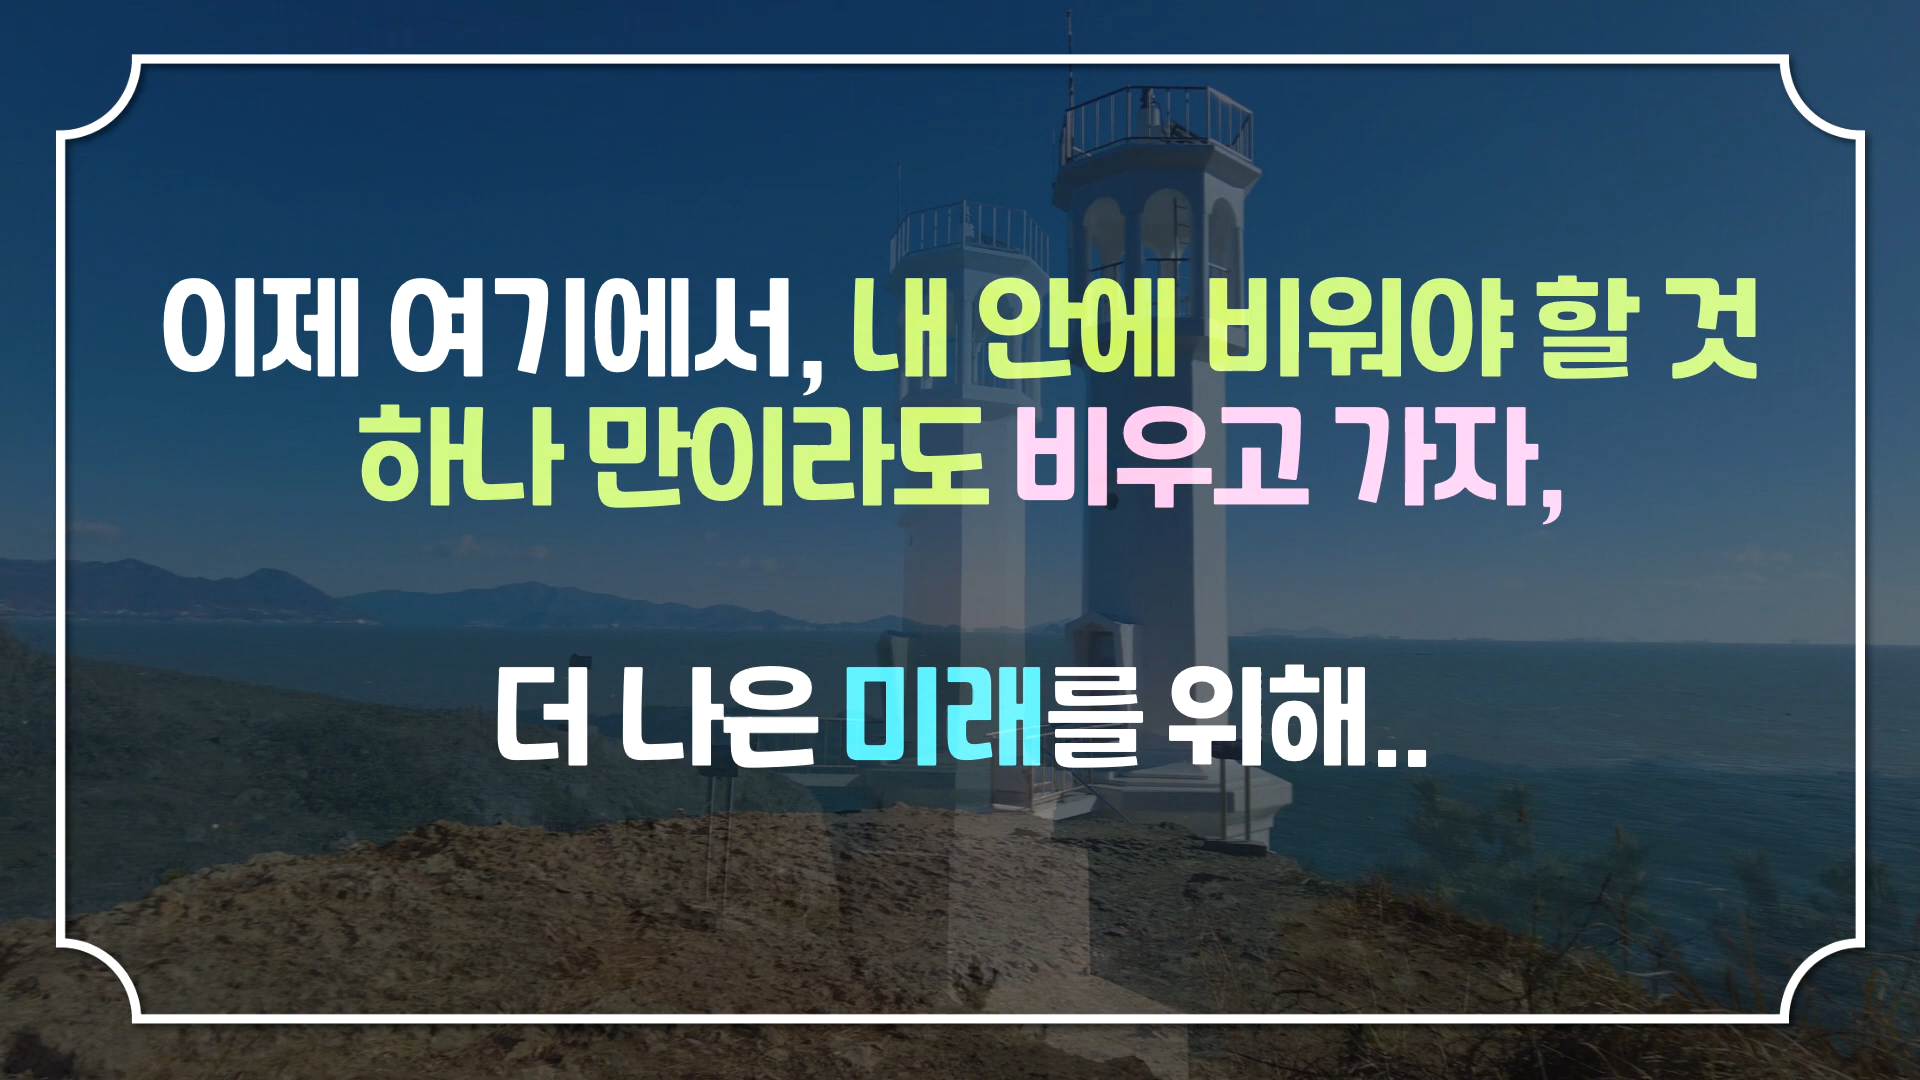 이제 여기에서, 내 안에 비워야 할 것
하나 만이라도 비우고 가자,
더 나은 미래를 위해..